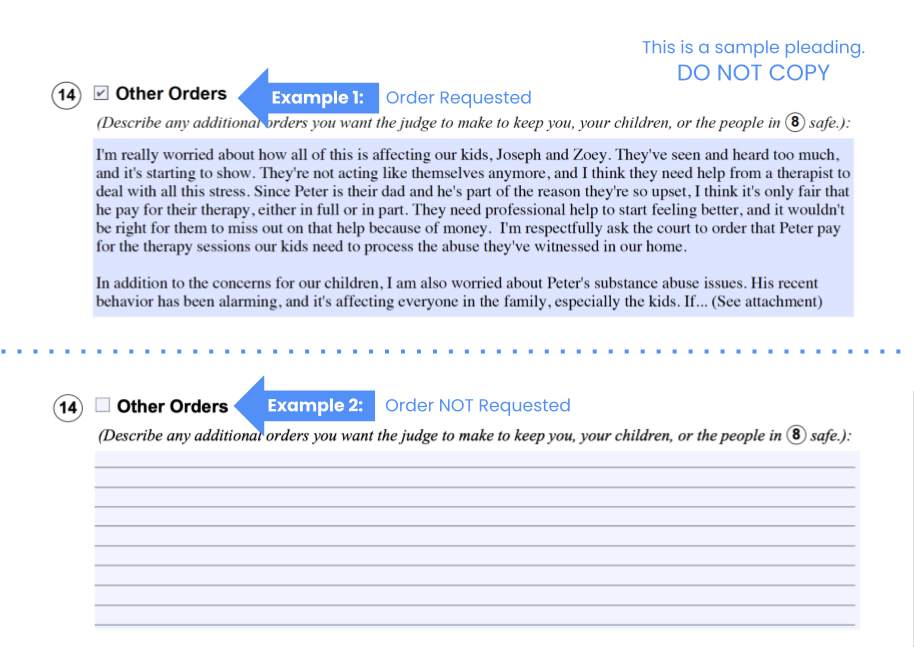 This is a sample pleading.
DO NOT COPY
14 Other Orders Example 1: Order Requested
(Describe any additional orders you want the judge to make to keep you, your children, or the people in 8 safe.):
I'm really worried about how all of this is affecting our kids, Joseph and Zoey. They've seen and heard too much,
and it's starting to show. They're not acting like themselves anymore, and I think they need help from a therapist to
deal with all this stress. Since Peter is their dad and he's part of the reason they're so upset, I think it's only fair that
he pay for their therapy, either in full or in part. They need professional help to start feeling better, and it wouldn't
be right for them to miss out on that help because of money. I'm respectfully ask the court to order that Peter pay
for the therapy sessions our kids need to process the abuse they've witnessed in our home.
In addition to the concerns for our children, I am also worried about Peter's substance abuse issues. His recent
behavior has been alarming, and it's affecting everyone in the family, especially the kids. If... (See attachment)
14 Other Orders Example 2: Order NOT Requested
(Describe any additional orders you want the judge to make to keep you, your children, or the people in 8 safe.):